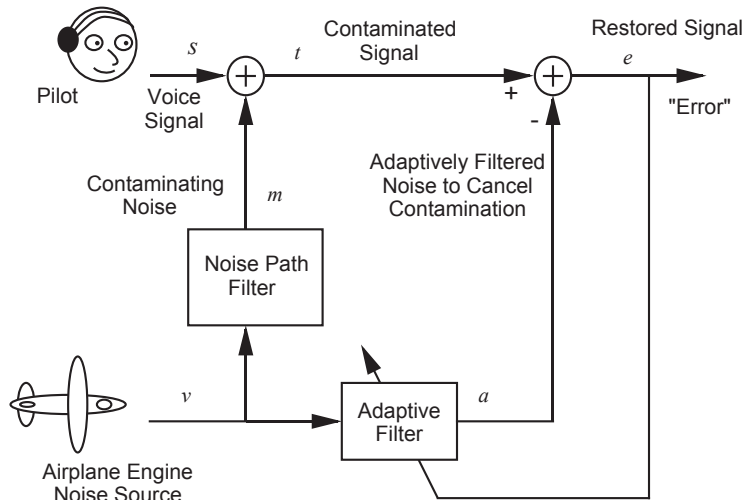 Contaminated
Signal
Restored Signal
s
t
e
+
+
Pilot
Voice
Signal
+
-
"Error"
Adaptively Filtered
Noise to Cancel
Contamination
Contaminating
Noise
m
Noise Path
Filter
v
a
Adaptive
Filter
Airplane Engine
Noise Source